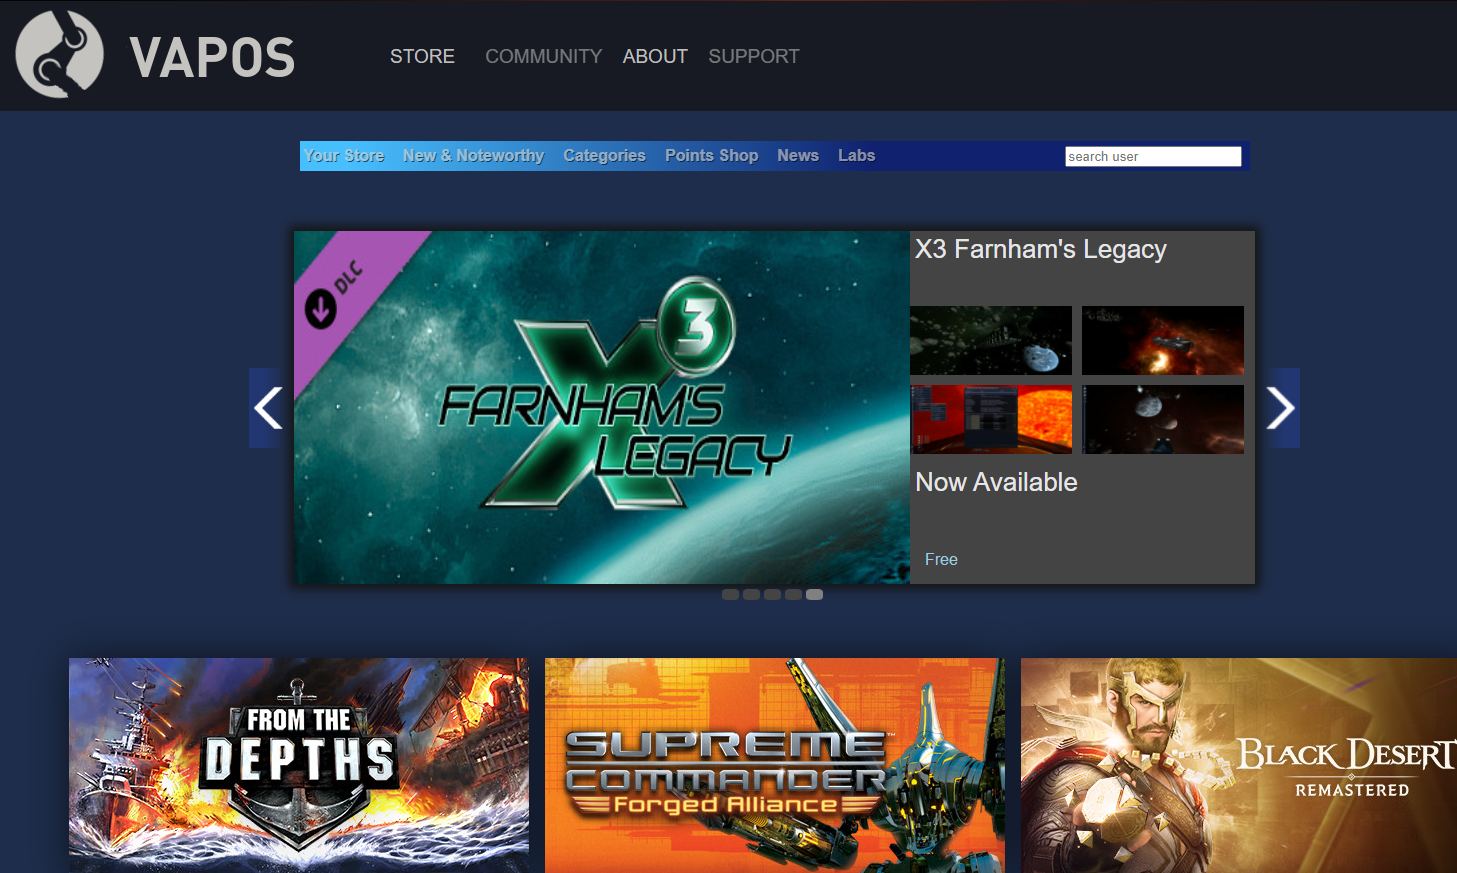 VAPOS
STORE COMMUNITY ABOUT SUPPORT
Your Store New & Noteworthy Categories Points Shop News Labs search user
DLC
X3
FARNHAM'S
LEGACY
X3 Farnham's Legacy
Now Available
Free
FROM THE
DEPTHS
SUPREME
COMMANDER
Forged Alliance
BLACK DESERT
REMASTERED